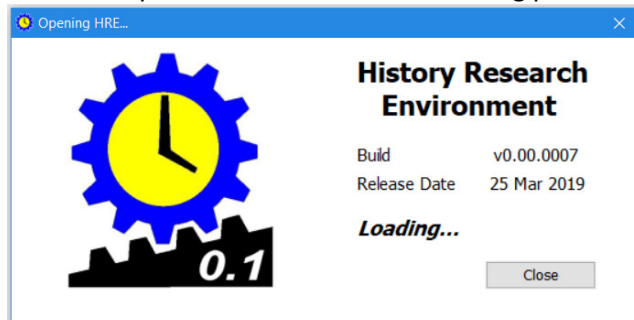 Opening HRE...
History Research
Environment
Build v0.00.0007
Release Date 25 Mar 2019
Loading...
0.1
Close